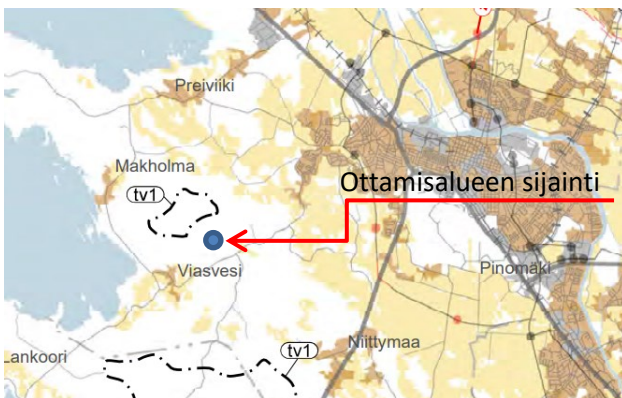 Preiviiki
Makholma
tv1
Ottamisalueen sijainti
Viasvesi
Pinomäki
Niittymaa
Lankoori
tv1